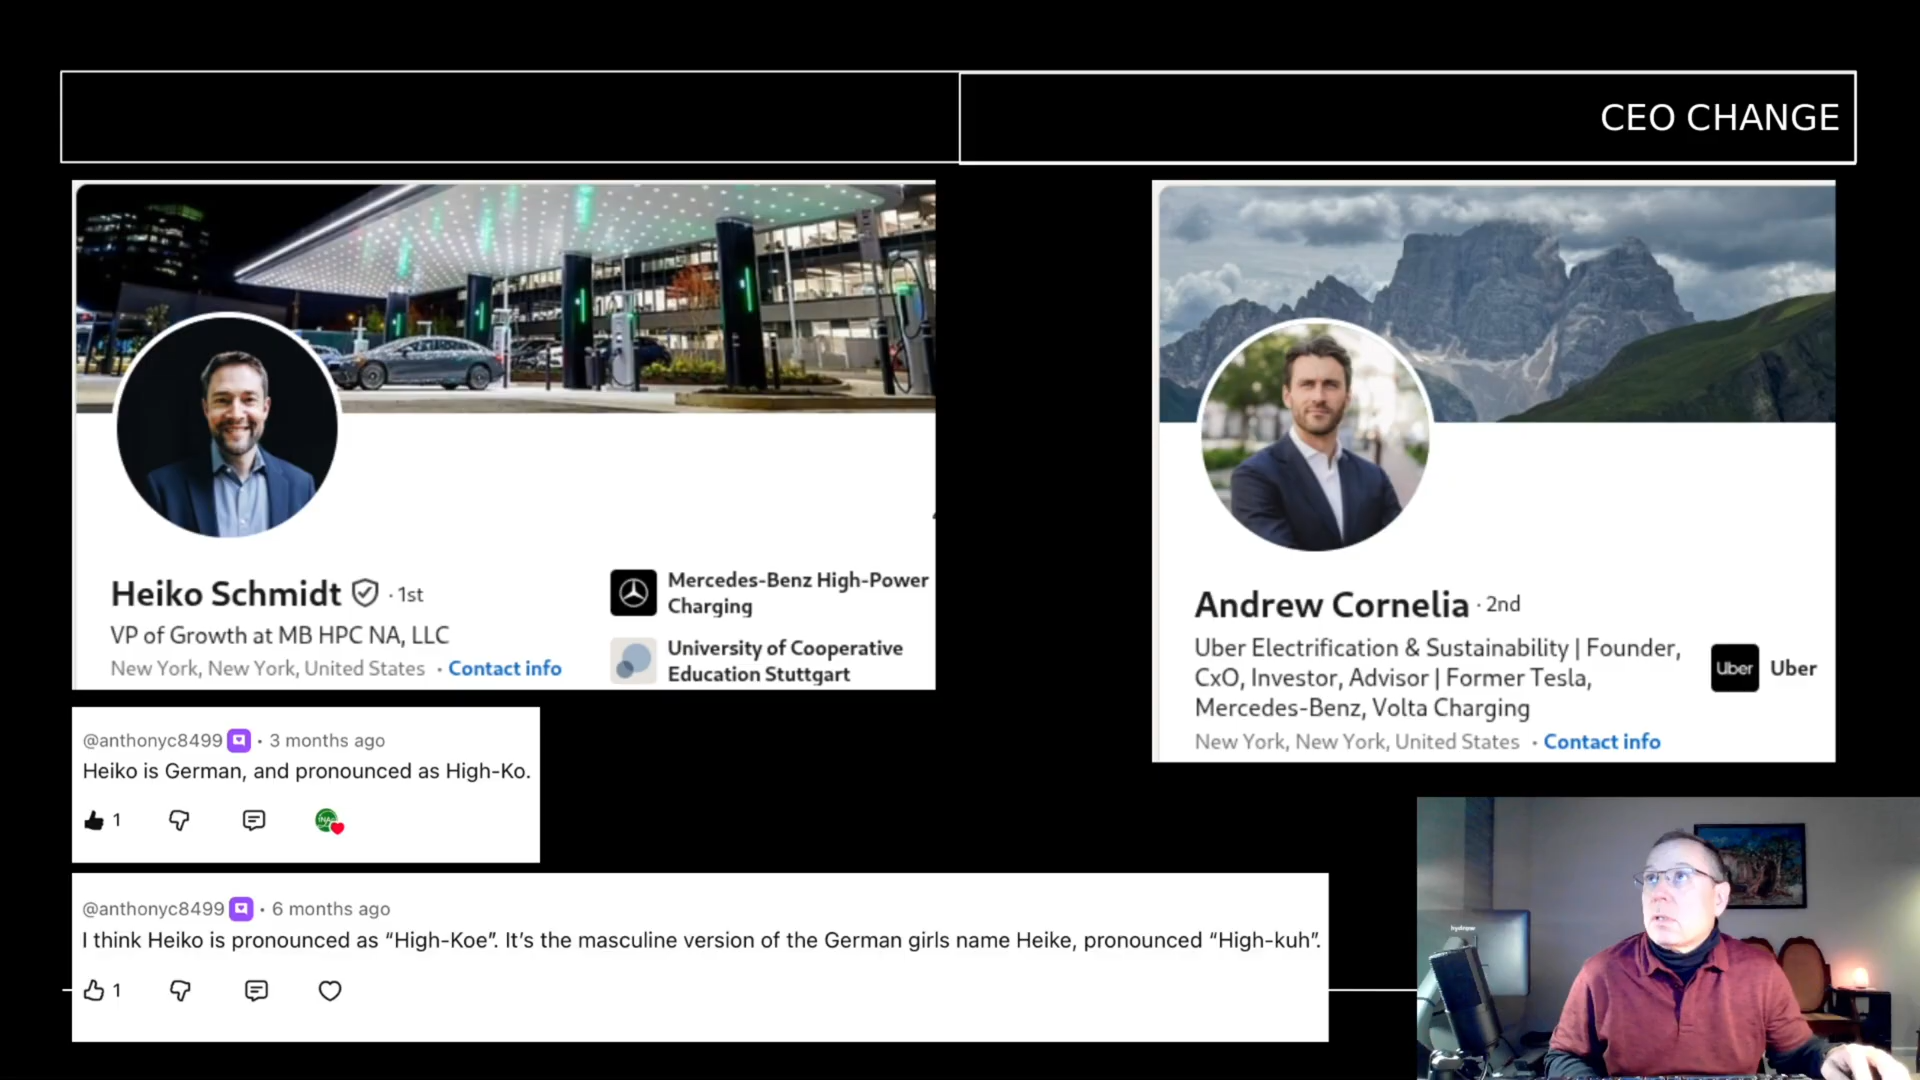 CEO CHANGE
Heiko Schmidt · 1st
VP of Growth at MB HPC NA, LLC
New York, New York, United States · Contact info
Mercedes-Benz High-Power
Charging
University of Cooperative
Education Stuttgart
Andrew Cornelia · 2nd
Uber Electrification & Sustainability | Founder,
CxO, Investor, Advisor | Former Tesla,
Mercedes-Benz, Volta Charging
New York, New York, United States · Contact info
Uber Uber
@anthonyc8499 · 3 months ago
Heiko is German, and pronounced as High-Ko.
1
@anthonyc8499 · 6 months ago
I think Heiko is pronounced as “High-Koe”. It’s the masculine version of the German girls name Heike, pronounced “High-kuh”.
1